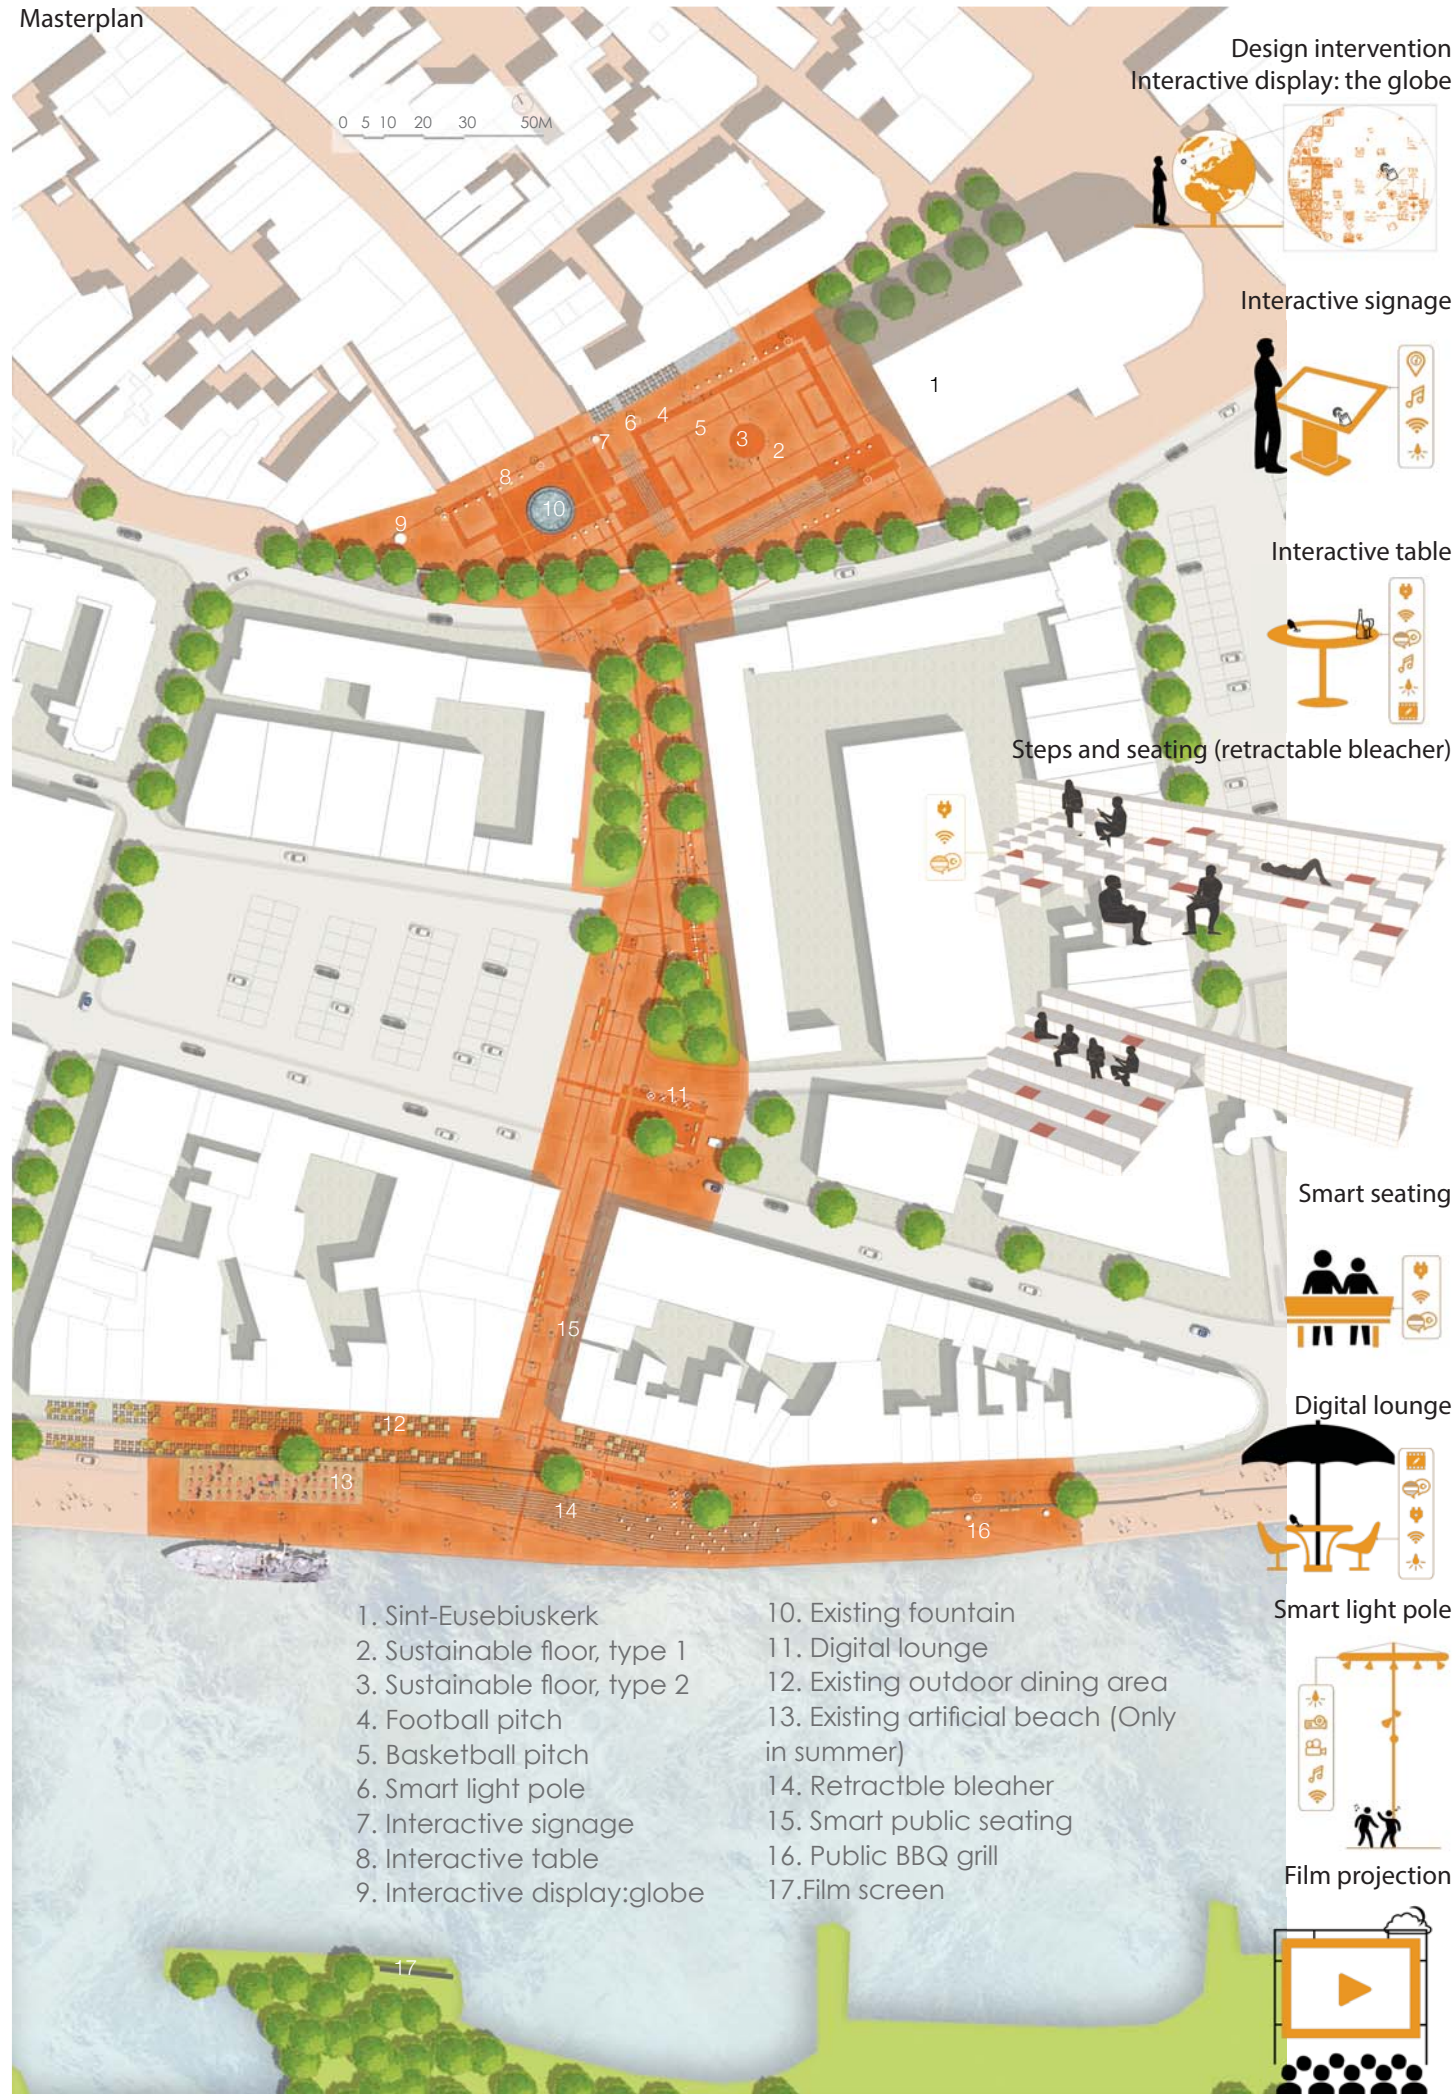 Masterplan
Design intervention
Interactive display: the globe
0 5 10 20 30 50M
Interactive signage
1
6 4
5
7
3
2
8
10
9
Interactive table
Steps and seating (retractable bleacher)
11
Smart seating
15
Digital lounge
12
13
14
16
Smart light pole
1. Sint-Eusebiuskerk
2. Sustainable floor, type 1
3. Sustainable floor, type 2
4. Football pitch
5. Basketball pitch
6. Smart light pole
7. Interactive signage
8. Interactive table
9. Interactive display:globe
10. Existing fountain
11. Digital lounge
12. Existing outdoor dining area
13. Existing artificial beach (Only
in summer)
14. Retractble bleaher
15. Smart public seating
16. Public BBQ grill
17.Film screen
Film projection
17